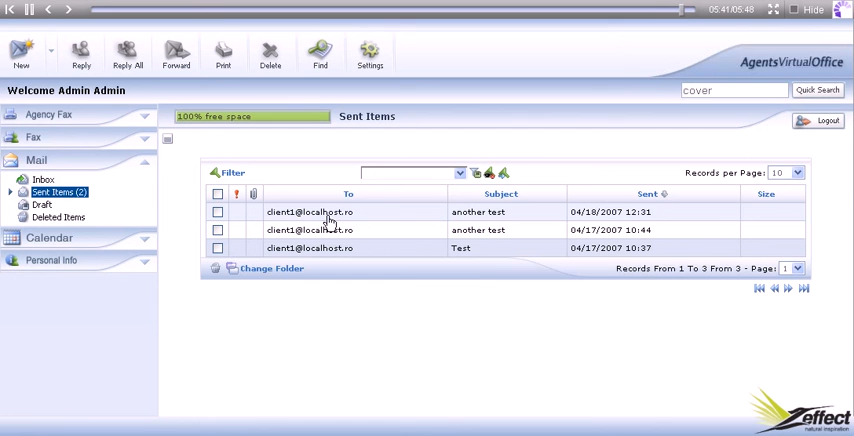 05:41/05:48 Hide
New Reply Reply All Forward Print Delete Find Settings
AgentsVirtualOffice
Welcome Admin Admin cover Quick Search
Agency Fax 100% free space Sent Items Logout
Fax
Mail
Inbox
Sent Items (2)
Draft
Deleted Items
Calendar
Personal Info
Filter Records per Page: 10
! To Subject Sent Size
client1@localhost.ro another test 04/18/2007 12:31
client1@localhost.ro another test 04/17/2007 10:44
client1@localhost.ro Test 04/17/2007 10:37
Change Folder Records From 1 To 3 From 3 - Page: 1
Zeffect
natural inspiration